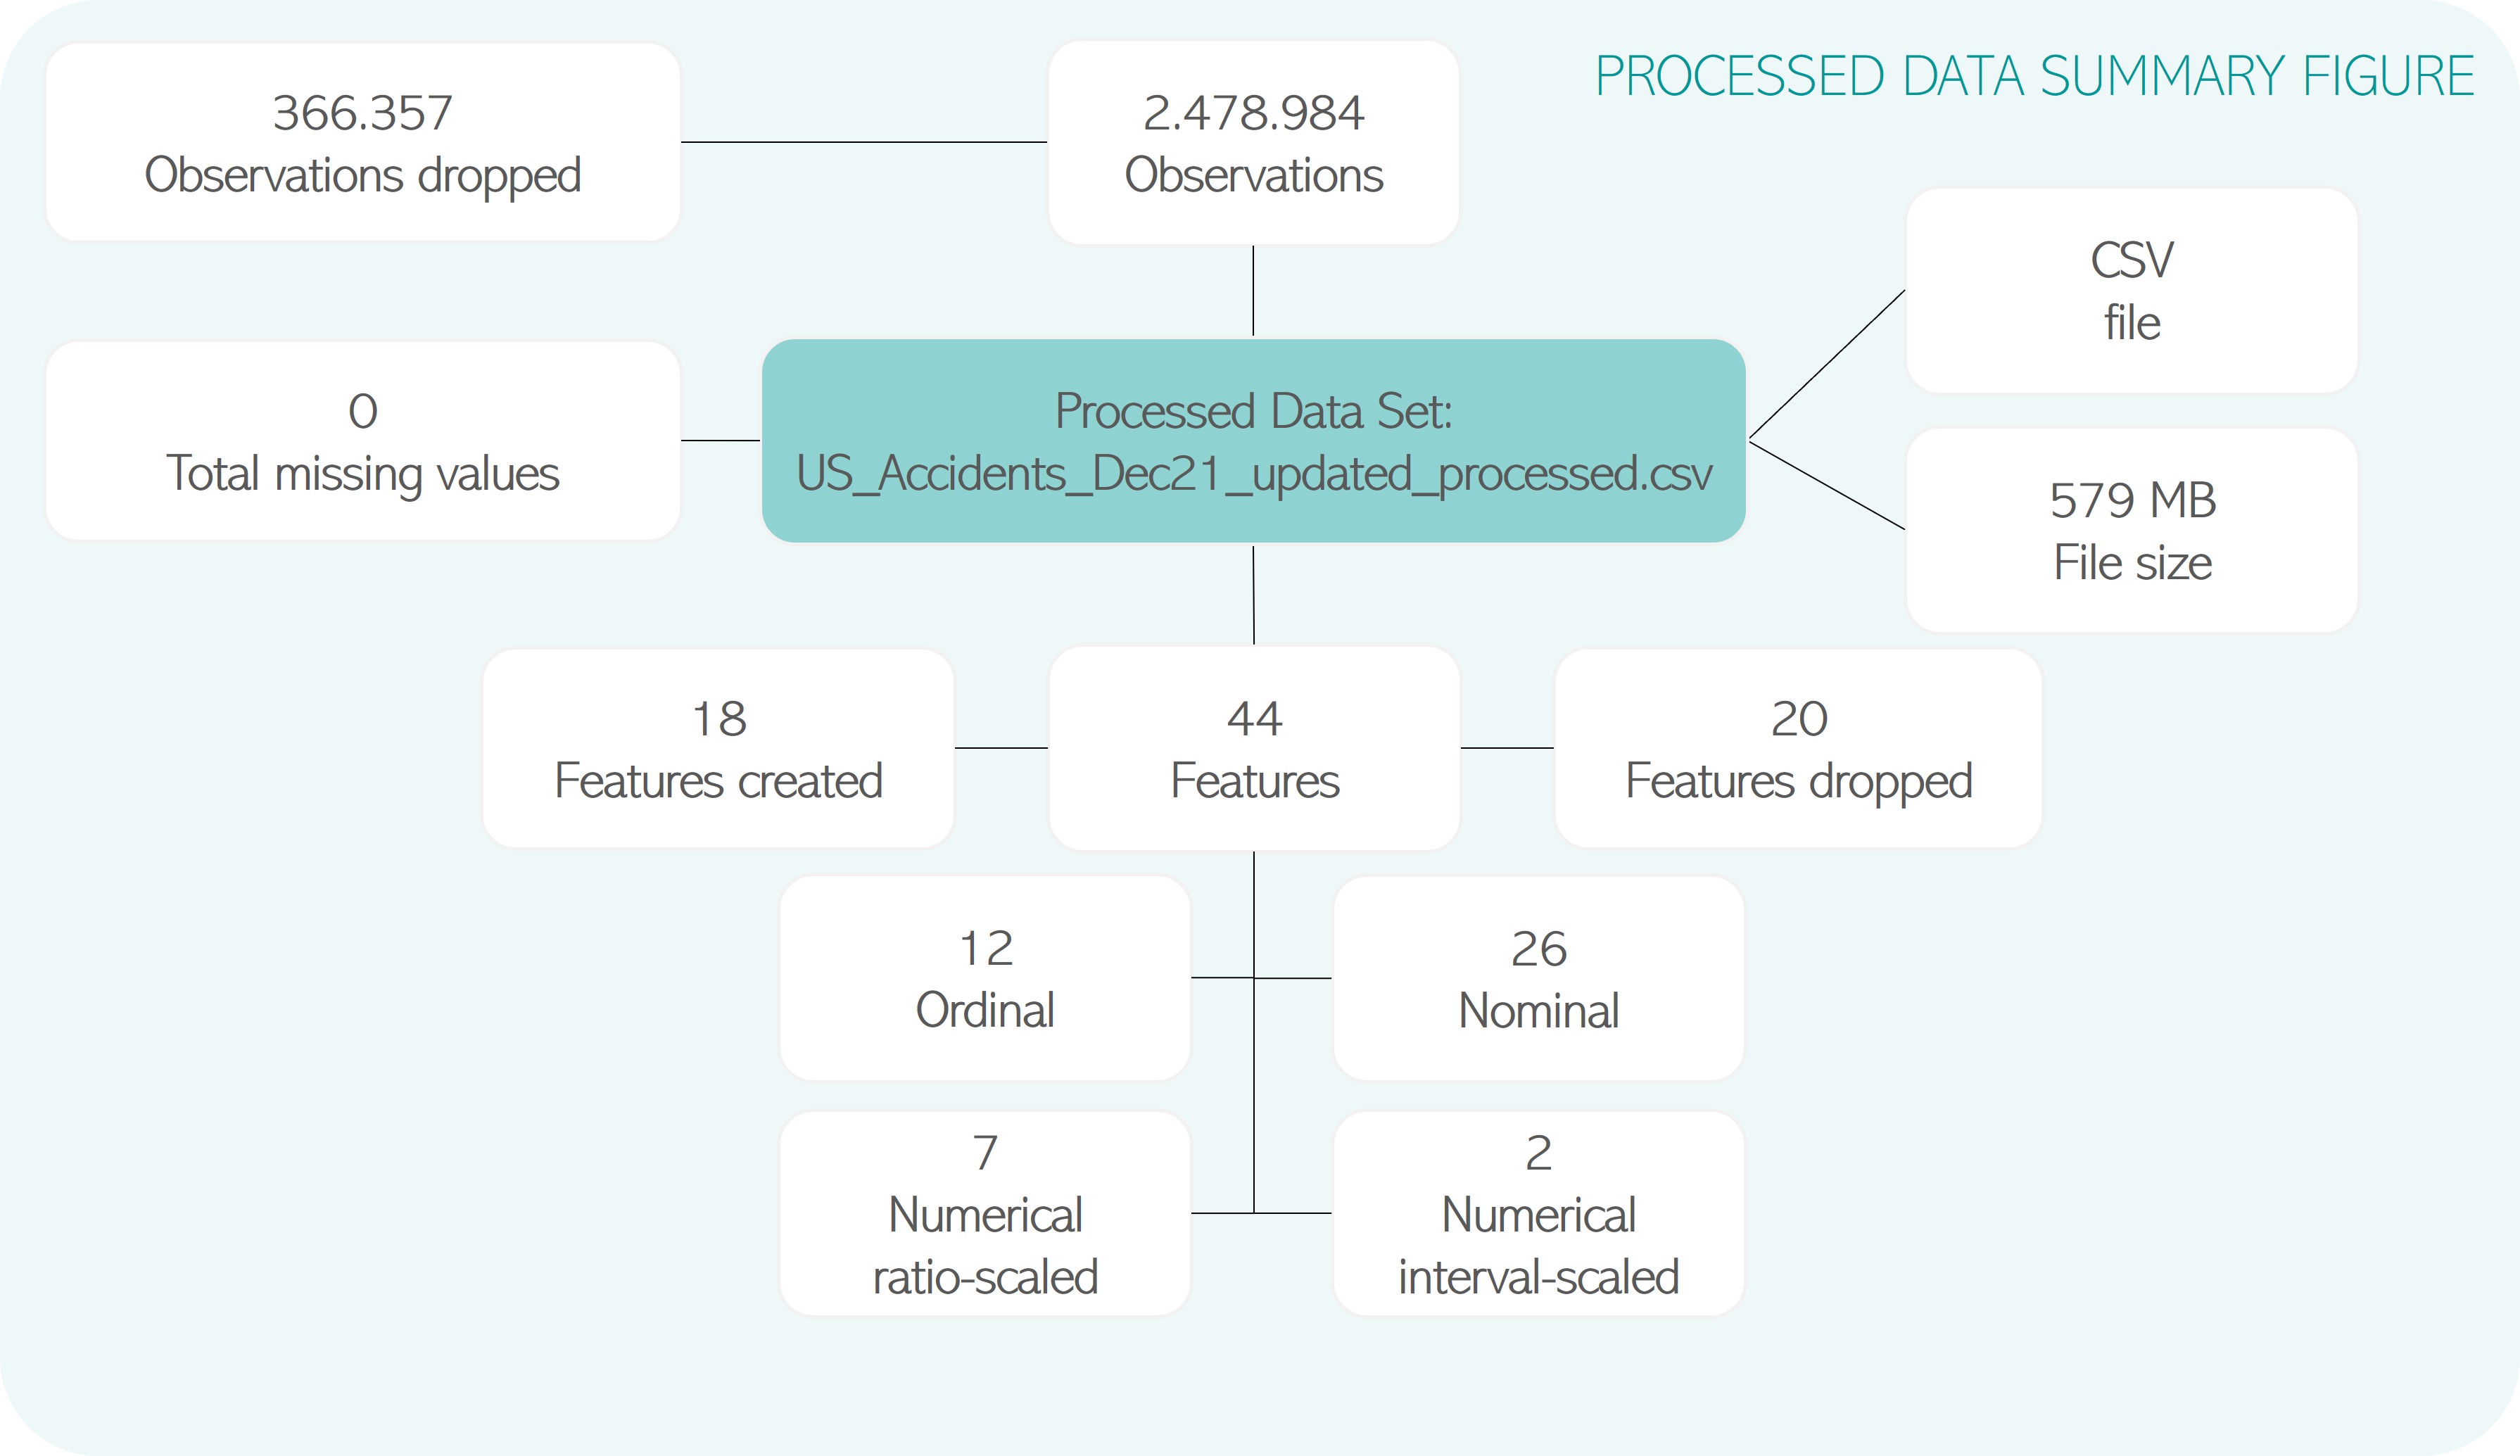 PROCESSED DATA SUMMARY FIGURE
366.357
Observations dropped
2.478.984
Observations
CSV
file
0
Total missing values
Processed Data Set:
US_Accidents_Dec21_updated_processed.csv
579 MB
File size
18
Features created
44
Features
20
Features dropped
12
Ordinal
26
Nominal
7
Numerical
ratio-scaled
2
Numerical
interval-scaled